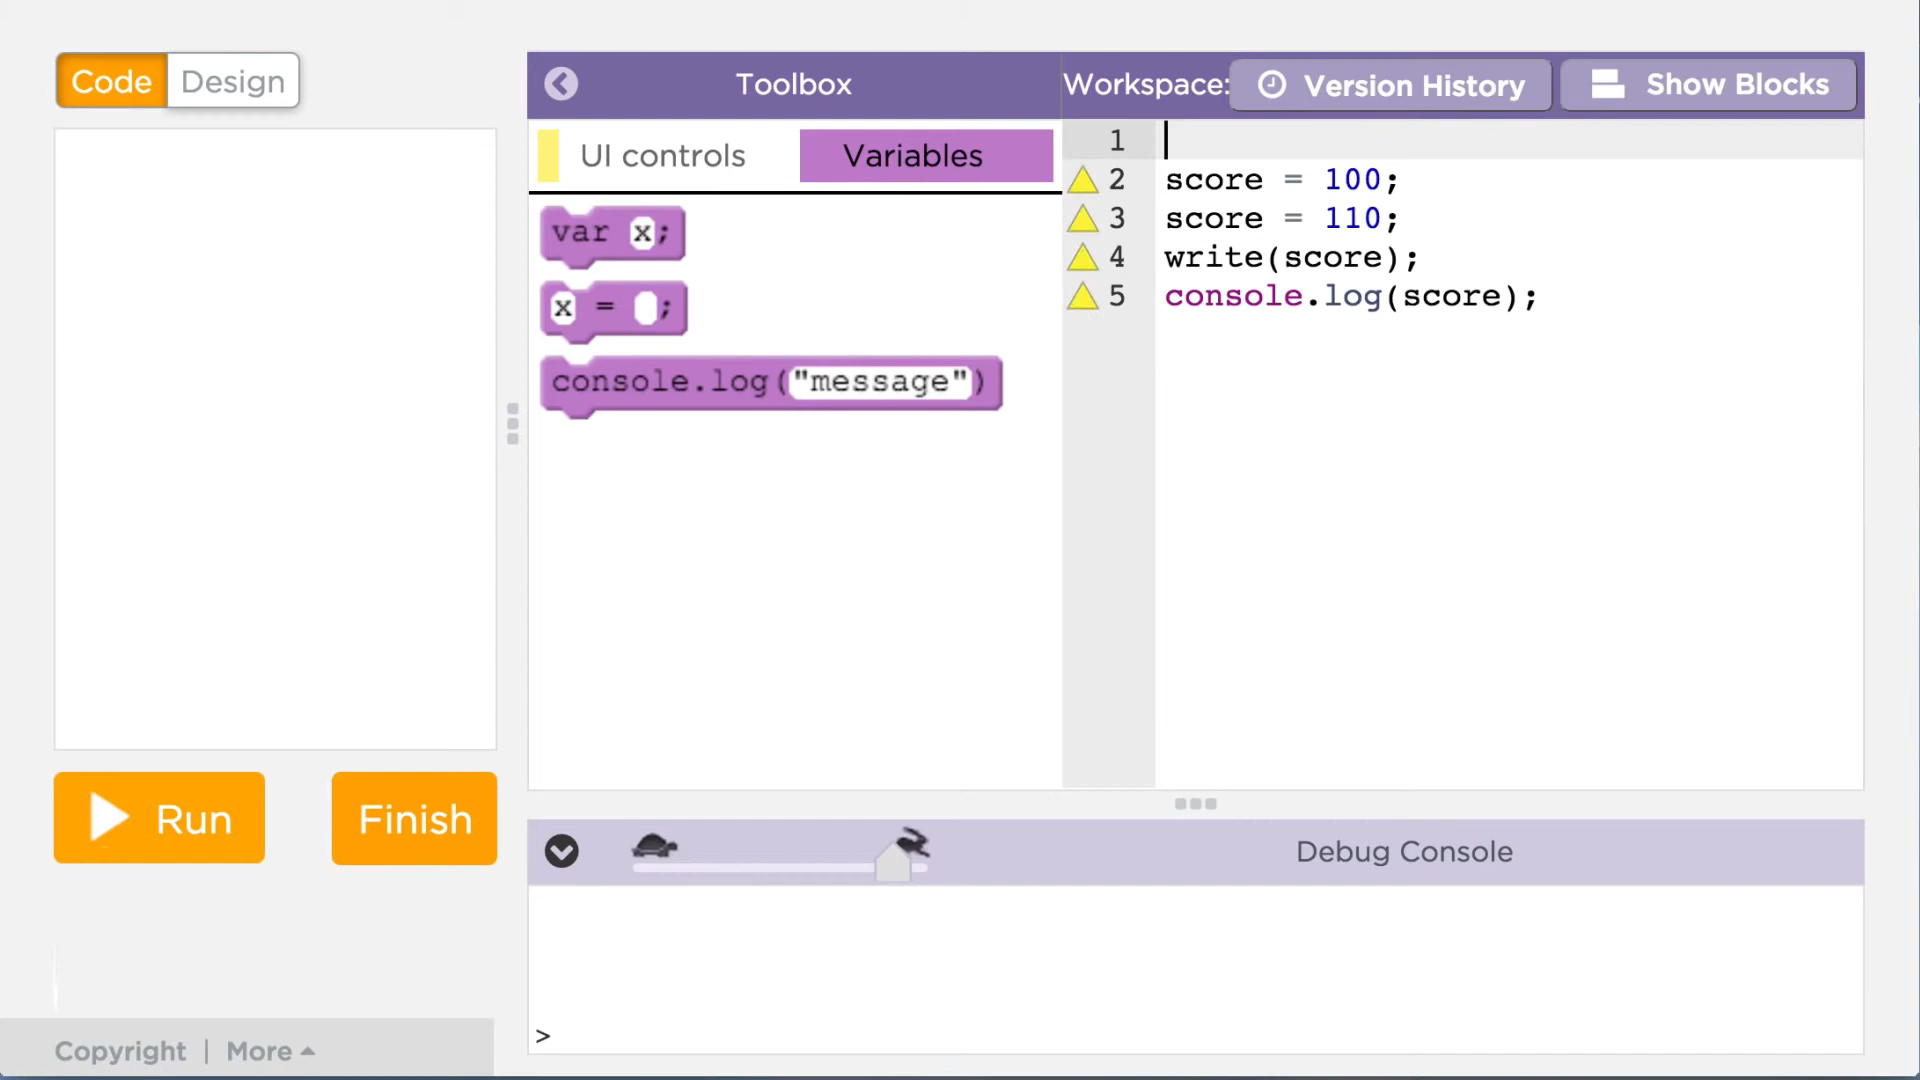 Code Design
Toolbox
Workspace: Version History Show Blocks
UI controls Variables
var x;
x = ;
console.log("message")
1
2 score = 100;
3 score = 110;
4 write(score);
5 console.log(score);
Run Finish
Debug Console
>
Copyright | More